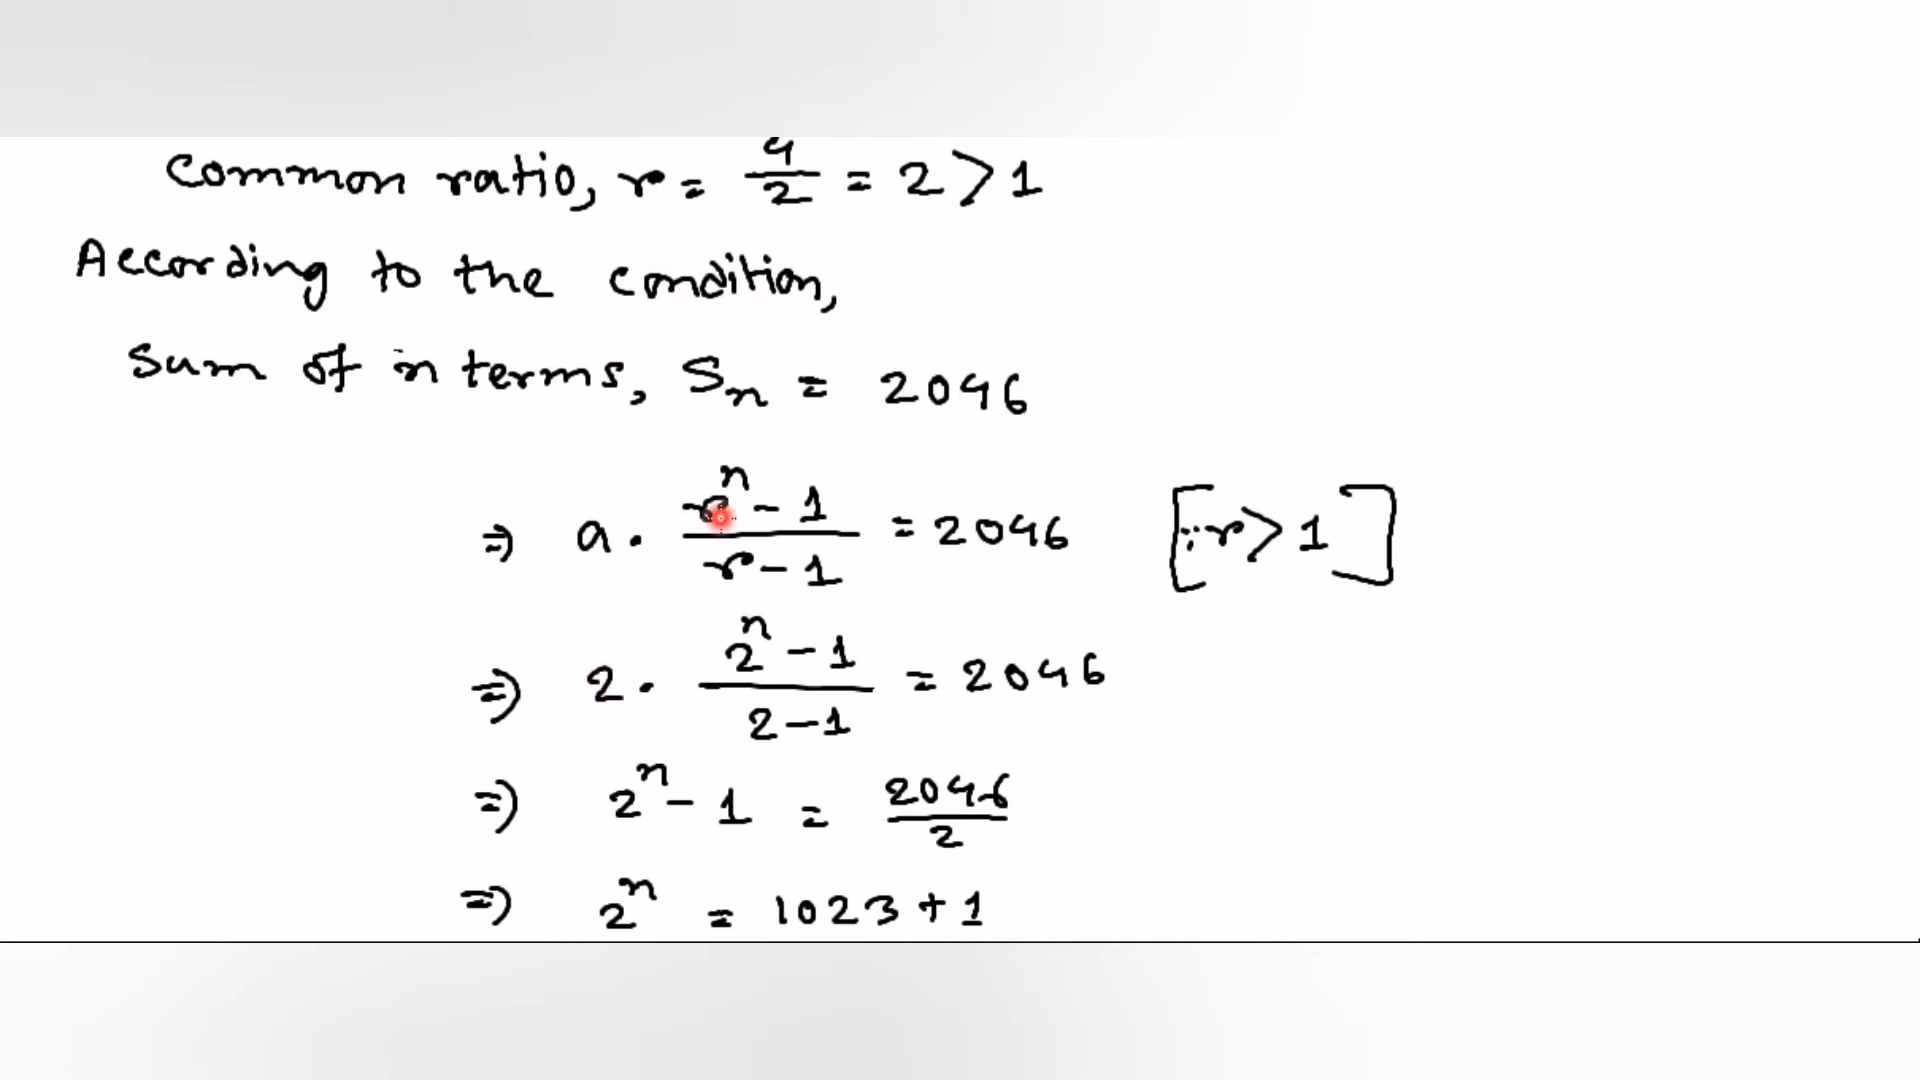 common ratio, r = 4/2 = 2 > 1
According to the condition,
Sum of n terms, Sn = 2046
⇒ a · (r^n - 1)/(r - 1) = 2046 [∵ r > 1]
⇒ 2 · (2^n - 1)/(2 - 1) = 2046
⇒ 2^n - 1 = 2046/2
⇒ 2^n = 1023 + 1